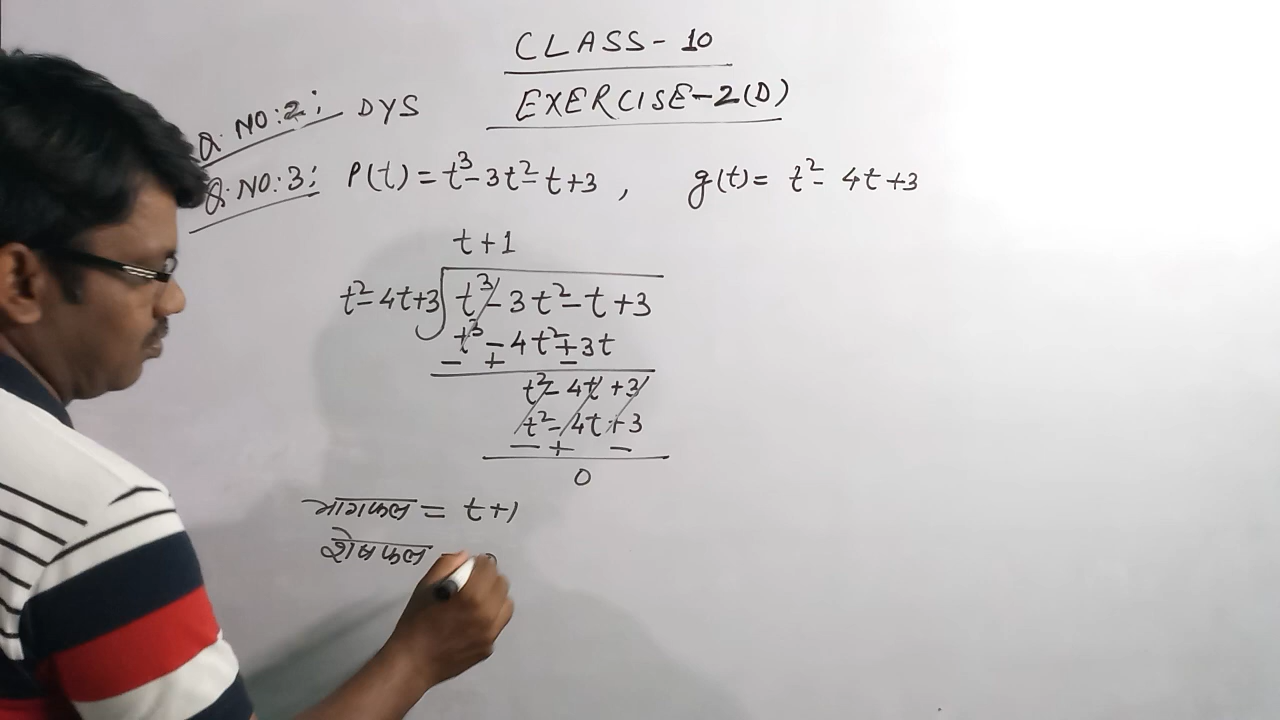 CLASS-10
EXERCISE-2(D)
Q.NO:2: DYS
Q.NO:3: P(t)=t³-3t²-t+3, g(t)= t²-4t+3
t+1
t²-4t+3)t³-3t²-t+3
t³-4t²+3t
- + -
t²-4t+3
t²-4t+3
- + -
0
भागफल = t+1
शेषफल